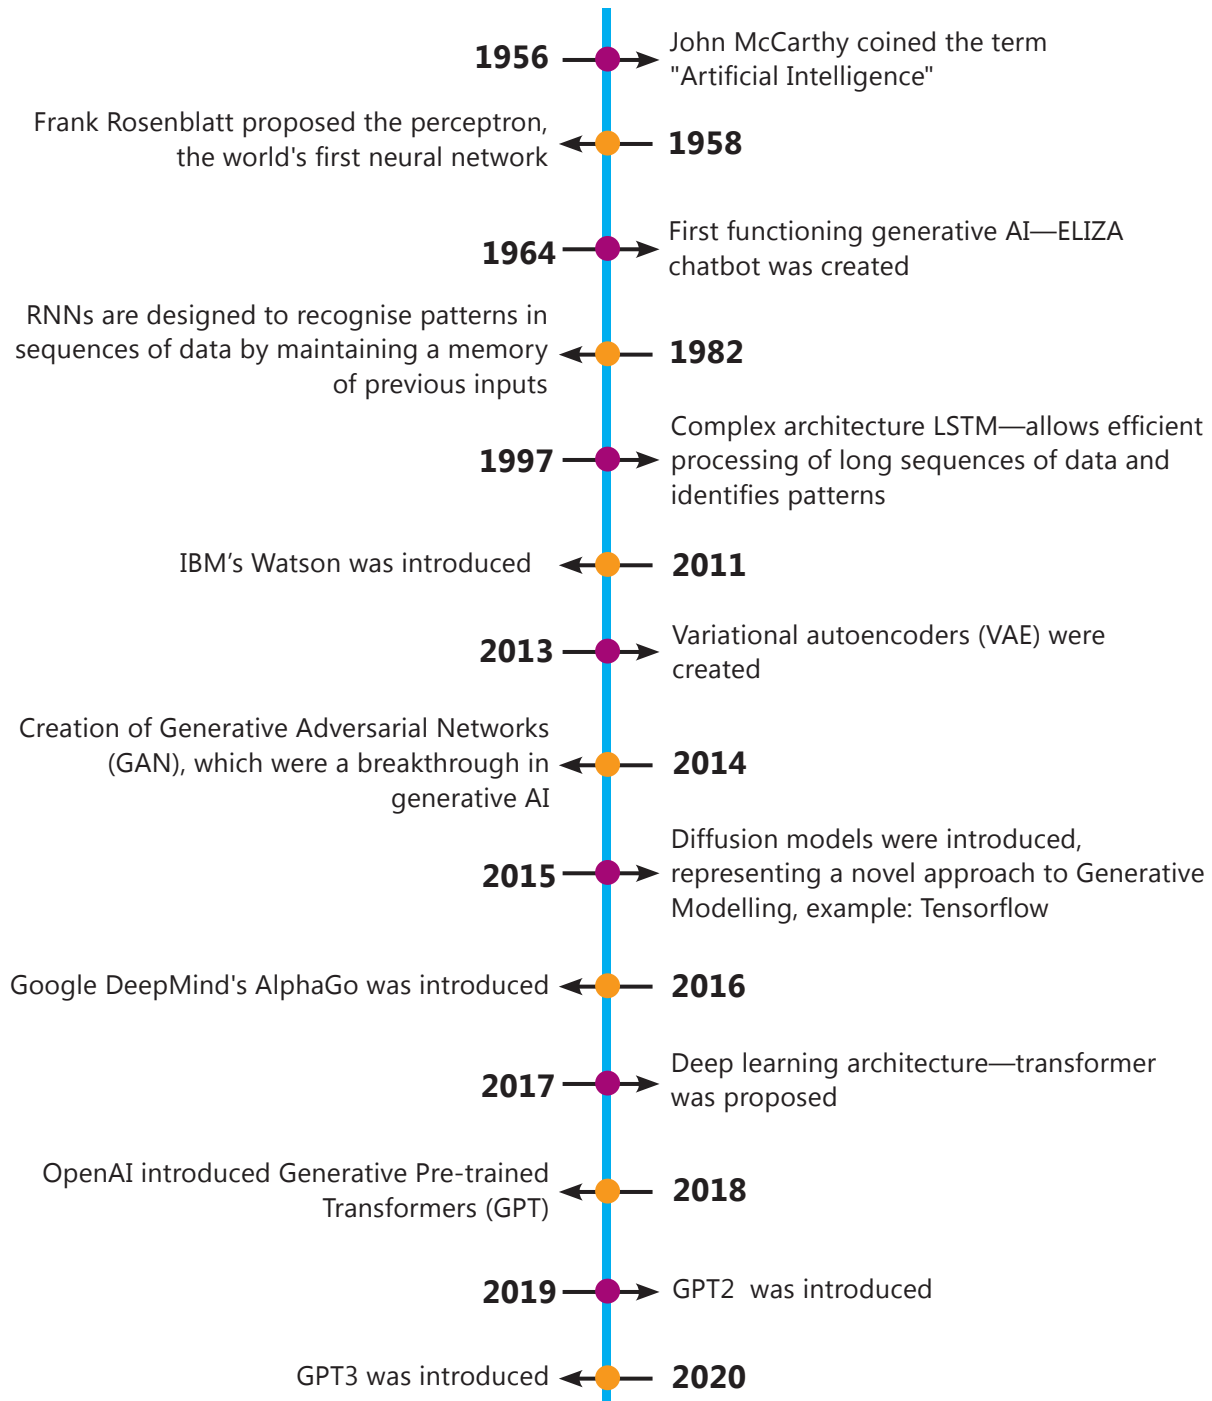 1956
John McCarthy coined the term
"Artificial Intelligence"
Frank Rosenblatt proposed the perceptron,
the world's first neural network
1958
1964
First functioning generative AI—ELIZA
chatbot was created
RNNs are designed to recognise patterns in
sequences of data by maintaining a memory
of previous inputs
1982
1997
Complex architecture LSTM—allows efficient
processing of long sequences of data and
identifies patterns
IBM’s Watson was introduced
2011
2013
Variational autoencoders (VAE) were
created
Creation of Generative Adversarial Networks
(GAN), which were a breakthrough in
generative AI
2014
2015
Diffusion models were introduced,
representing a novel approach to Generative
Modelling, example: Tensorflow
Google DeepMind's AlphaGo was introduced
2016
2017
Deep learning architecture—transformer
was proposed
OpenAI introduced Generative Pre-trained
Transformers (GPT)
2018
2019
GPT2  was introduced
GPT3 was introduced
2020